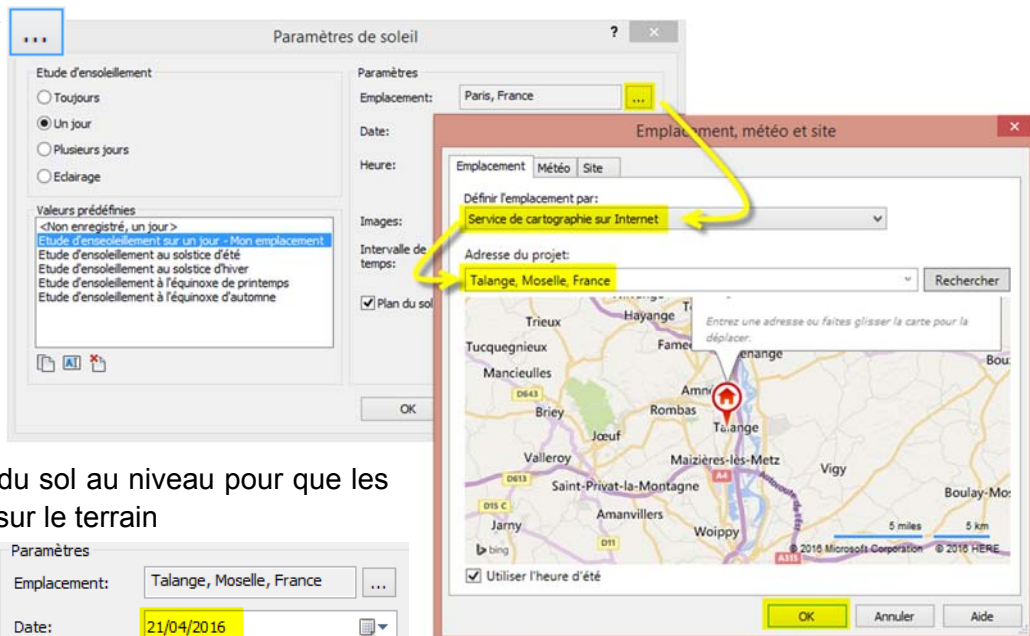 ...
Paramètres de soleil
?
Etude d'ensoleillement
Toujours
Un jour
Plusieurs jours
Eclairage
Valeurs prédéfinies
<Non enregistré, un jour>
Etude d'enseoleillement sur un jour - Mon emplacement
Etude d'ensoleillement au solstice d'été
Etude d'ensoleillement au solstice d'hiver
Etude d'ensoleillement à l'équinoxe de printemps
Etude d'ensoleillement à l'équinoxe d'automne
AI
Paramètres
Emplacement:
Paris, France
...
Date:
Heure:
Images:
Intervalle de
temps:
Plan du sol
OK
Emplacement, météo et site
Emplacement
Météo
Site
Définir l'emplacement par:
Service de cartographie sur Internet
Adresse du projet:
Talange, Moselle, France
Rechercher
Entrez une adresse ou faites glisser la carte pour la
déplacer.
Trieux
Hayange
Tucquegnieux
Mancieulles
D643
Briey
Rombas
Talange
Jœuf
Valleroy
Maizières-lès-Metz
Vigy
D613
Saint-Privat-la-Montagne
A4
Autoroute de l'Est
Boulay-Mos
D15 C
Jarny
Amanvillers
Woippy
D11
A315
5 miles
5 km
bing
© 2016 Microsoft Corporation © 2016 HERE
Utiliser l'heure d'été
OK
Annuler
Aide
du sol au niveau pour que les
sur le terrain
Paramètres
Emplacement:
Talange, Moselle, France
...
Date:
21/04/2016